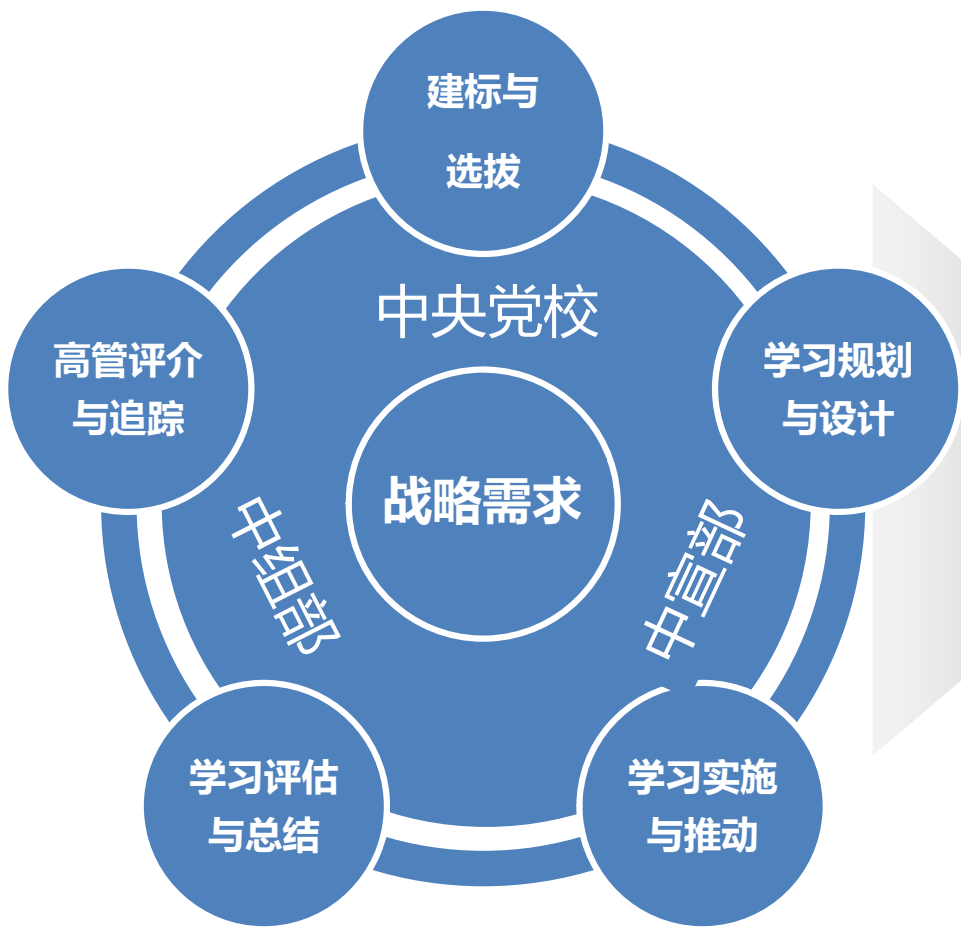 建标与
选拔
中央党校
高管评介
与追踪
学习规划
与设计
战略需求
中组部
中宣部
学习评估
与总结
学习实施
与推动